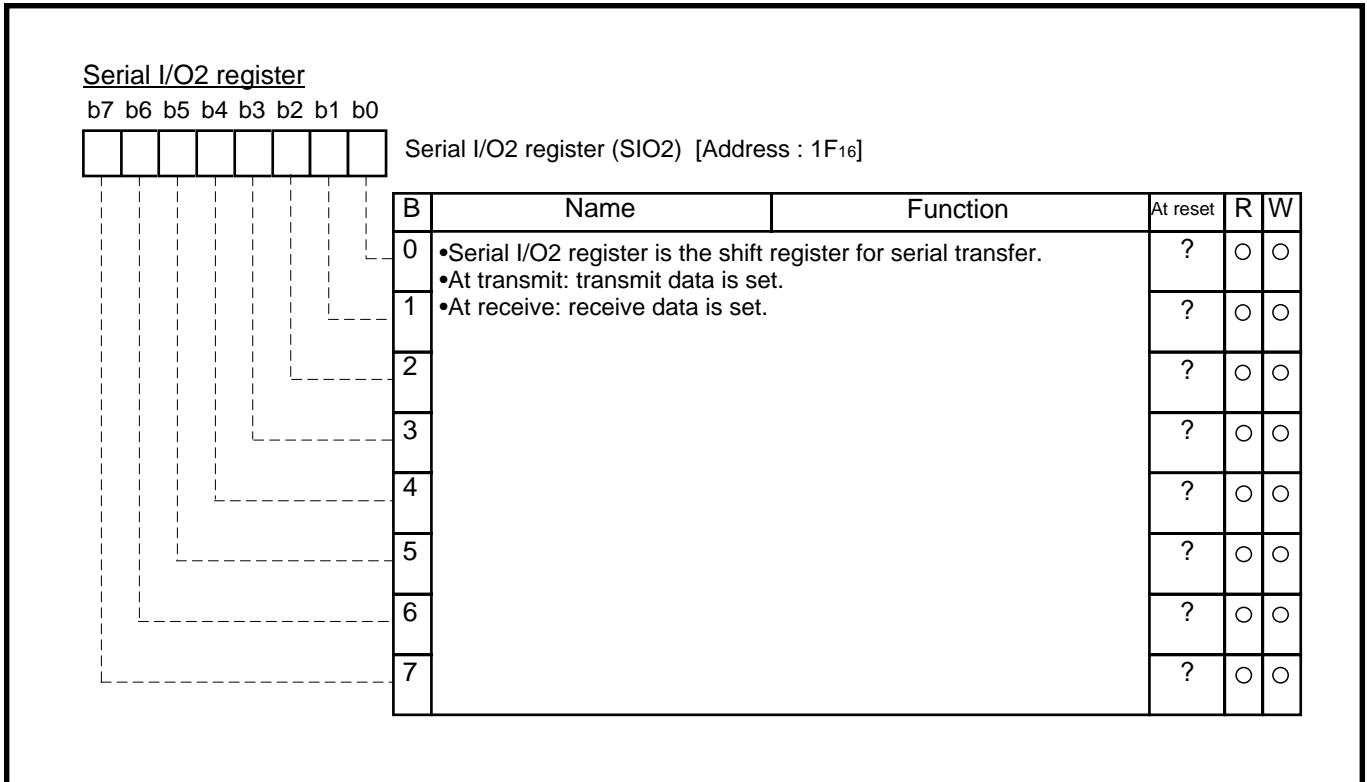 Serial I/O2 register
b7 b6 b5 b4 b3 b2 b1 b0
Serial I/O2 register (SIO2) [Address : 1F16]
B Name Function At reset R W
0 •Serial I/O2 register is the shift register for serial transfer. ? ○ ○
•At transmit: transmit data is set.
1 •At receive: receive data is set. ? ○ ○
2 ? ○ ○
3 ? ○ ○
4 ? ○ ○
5 ? ○ ○
6 ? ○ ○
7 ? ○ ○